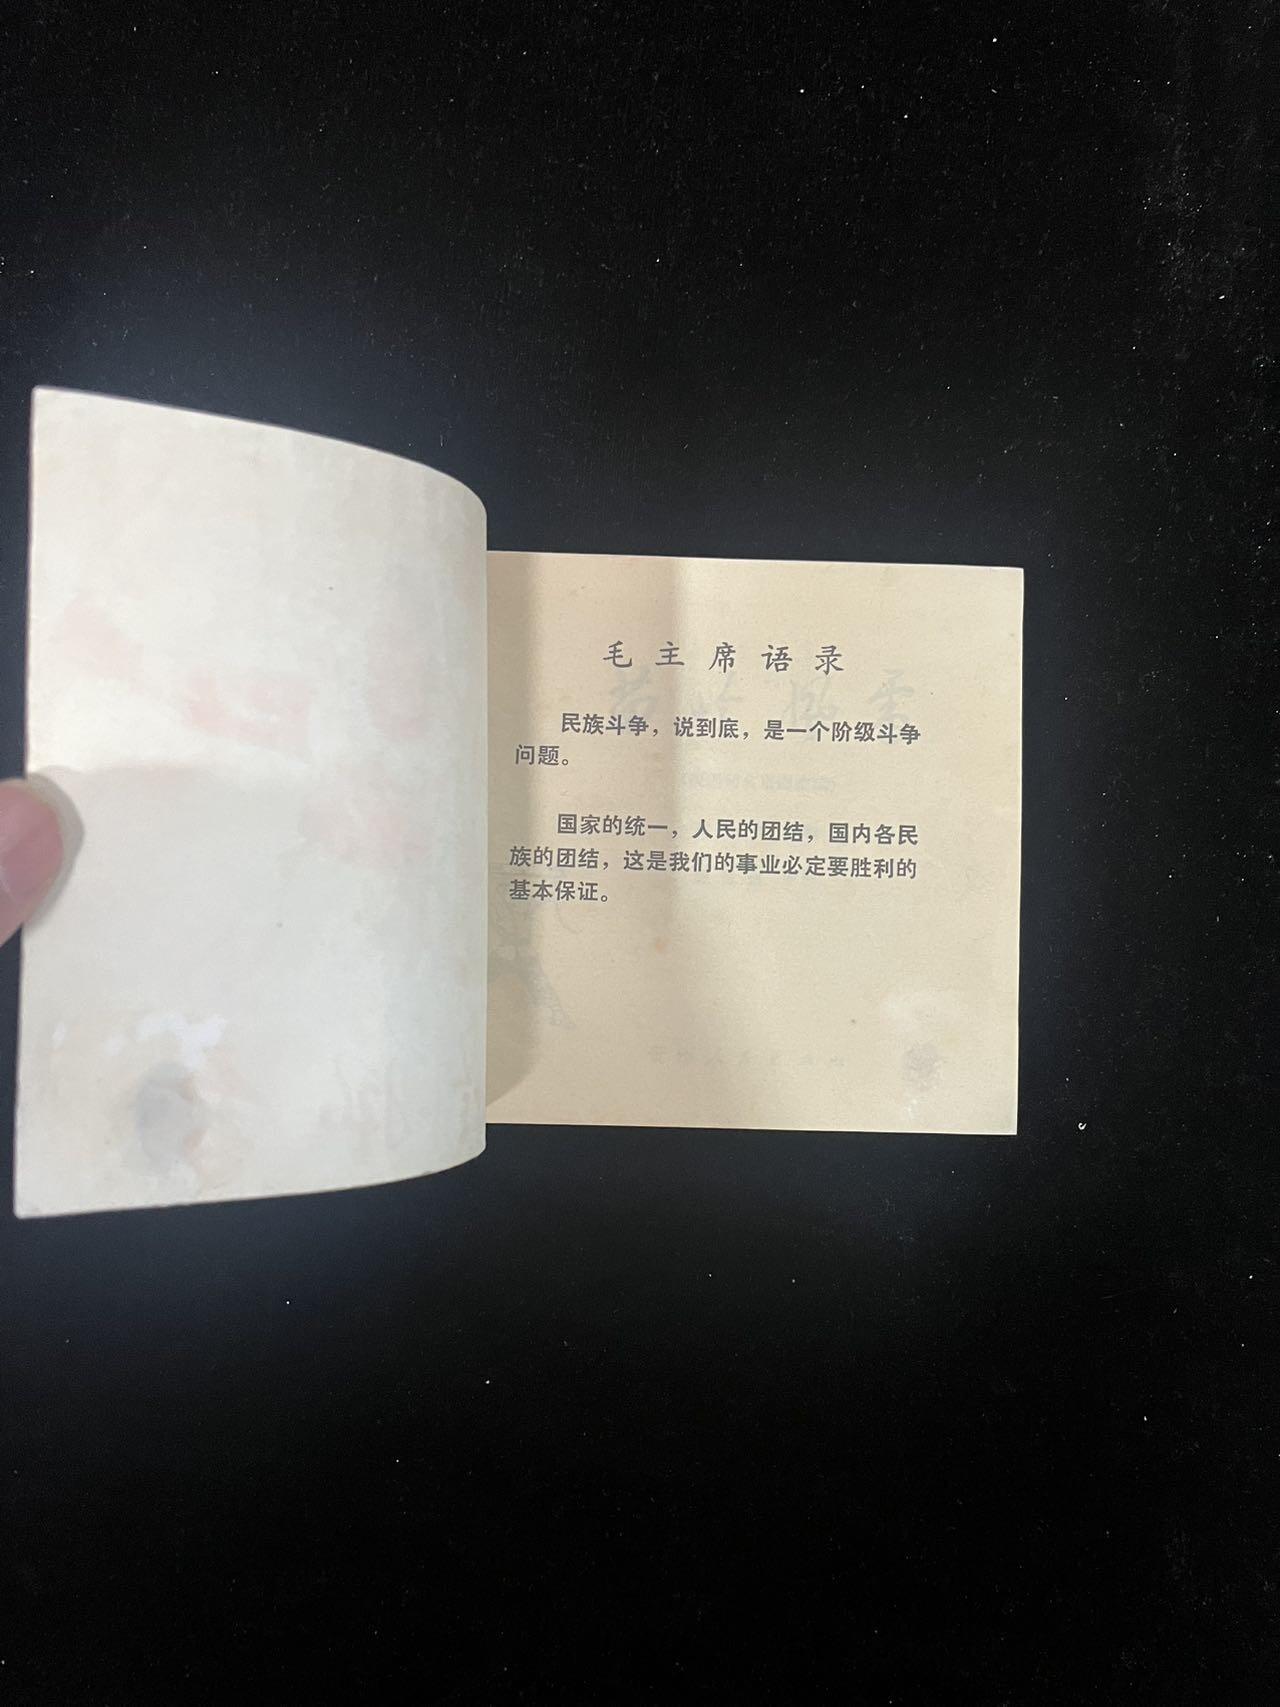 毛主席语录
民族斗争，说到底，是一个阶级斗争
问题。
国家的统一，人民的团结，国内各民
族的团结，这是我们的事业必定要胜利的
基本保证。